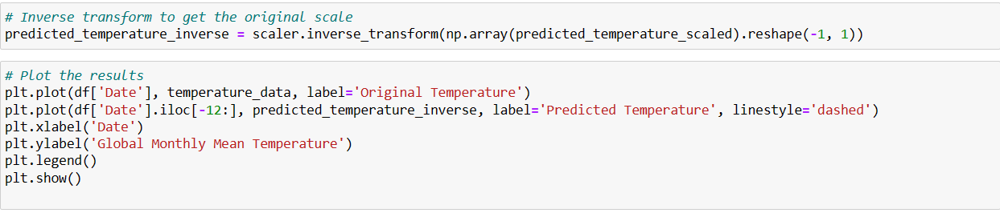 # Inverse transform to get the original scale
predicted_temperature_inverse = scaler.inverse_transform(np.array(predicted_temperature_scaled).reshape(-1, 1))
# Plot the results
plt.plot(df['Date'], temperature_data, label='Original Temperature')
plt.plot(df['Date'].iloc[-12:], predicted_temperature_inverse, label='Predicted Temperature', linestyle='dashed')
plt.xlabel('Date')
plt.ylabel('Global Monthly Mean Temperature')
plt.legend()
plt.show()